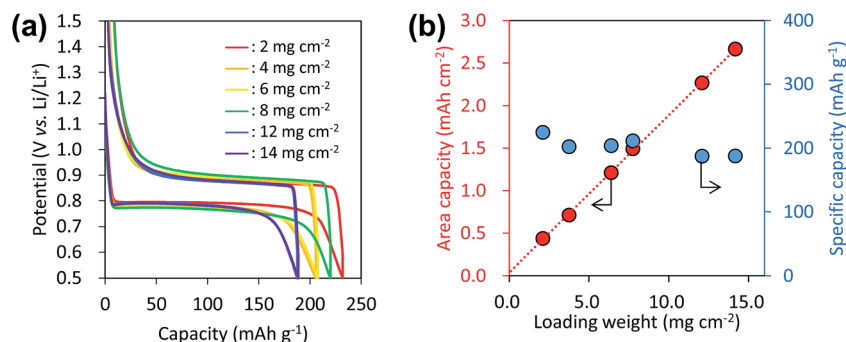 (a)
1.5
1.4
1.3
1.2
1.1
1.0
0.9
0.8
0.7
0.6
0.5
Potential (V vs. Li/Li⁺)
: 2 mg cm⁻²
: 4 mg cm⁻²
: 6 mg cm⁻²
: 8 mg cm⁻²
: 12 mg cm⁻²
: 14 mg cm⁻²
0 50 100 150 200 250
Capacity (mAh g⁻¹)
(b)
3.0
2.5
2.0
1.5
1.0
0.5
0.0
Area capacity (mAh cm⁻²)
400
300
200
100
0
Specific capacity (mAh g⁻¹)
0.0 5.0 10.0 15.0
Loading weight (mg cm⁻²)